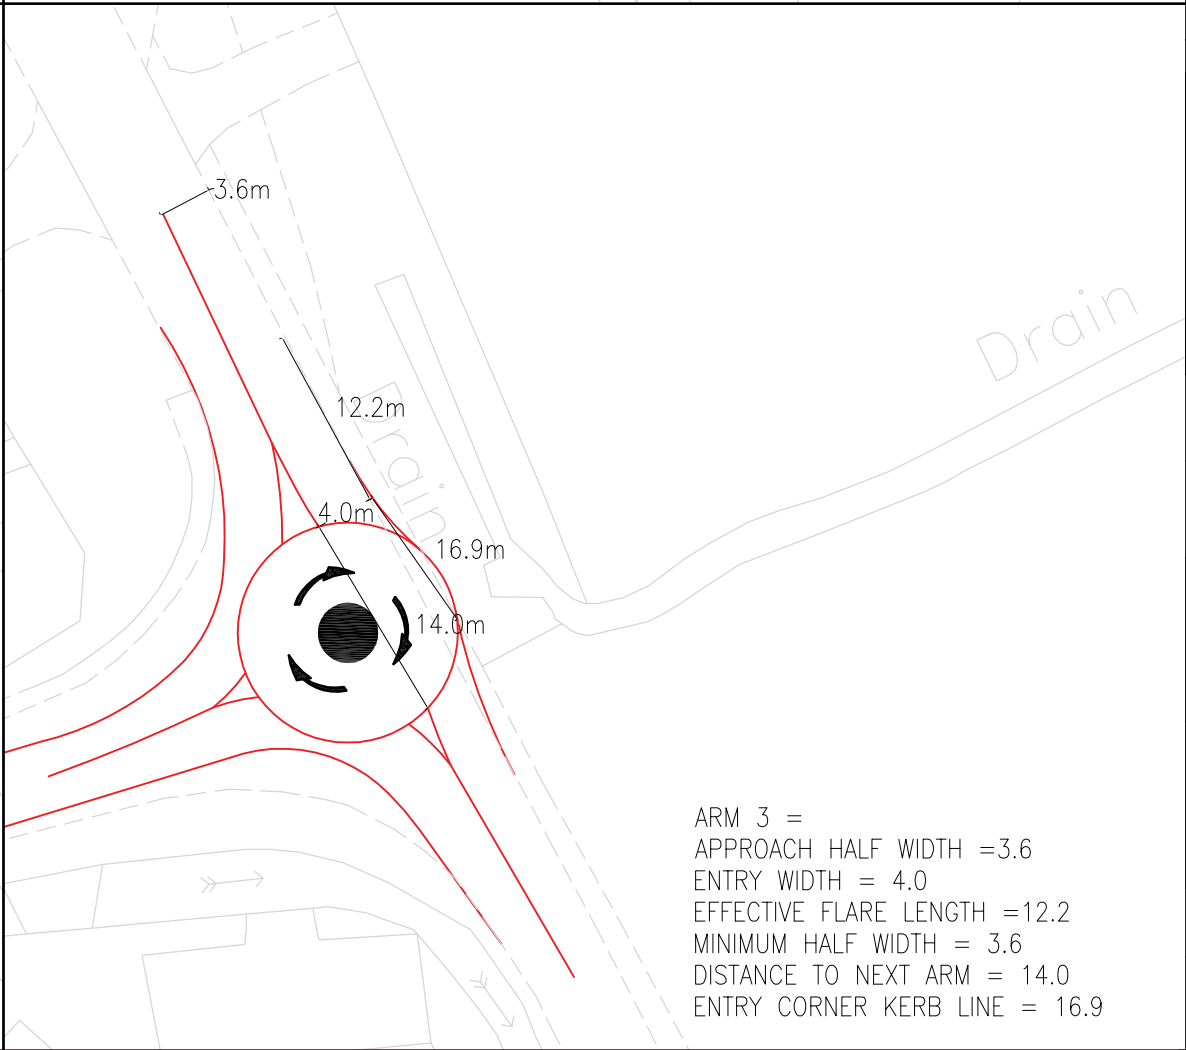 3.6m
Drain
12.2m
Drain
4.0m
16.9m
14.0m
ARM 3 =
APPROACH HALF WIDTH =3.6
ENTRY WIDTH = 4.0
EFFECTIVE FLARE LENGTH =12.2
MINIMUM HALF WIDTH = 3.6
DISTANCE TO NEXT ARM = 14.0
ENTRY CORNER KERB LINE = 16.9